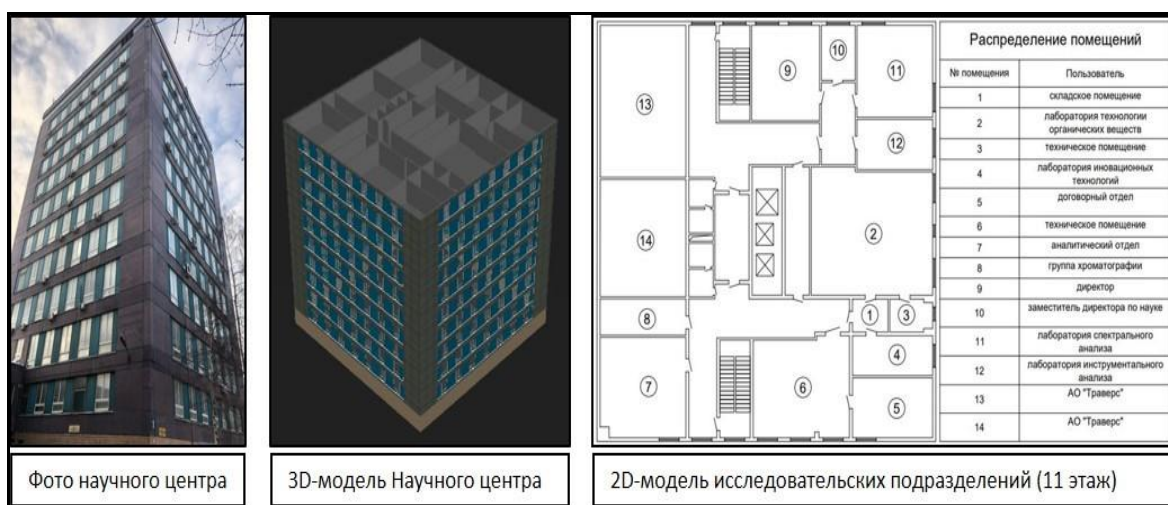 13
9
10
11
12
14
2
8
1
3
4
7
6
5
Распределение помещений
№ помещения Пользователь
1 складское помещение
2 лаборатория технологии
органических веществ
3 техническое помещение
4 лаборатория иновационных
технологий
5 договорный отдел
6 техническое помещение
7 аналитический отдел
8 группа хроматографии
9 директор
10 заместитель директора по науке
11 лаборатория спектрального
анализа
12 лаборатория инструментального
анализа
13 АО "Траверс"
14 АО "Траверс"
Фото научного центра
3D-модель Научного центра
2D-модель исследовательских подразделений (11 этаж)